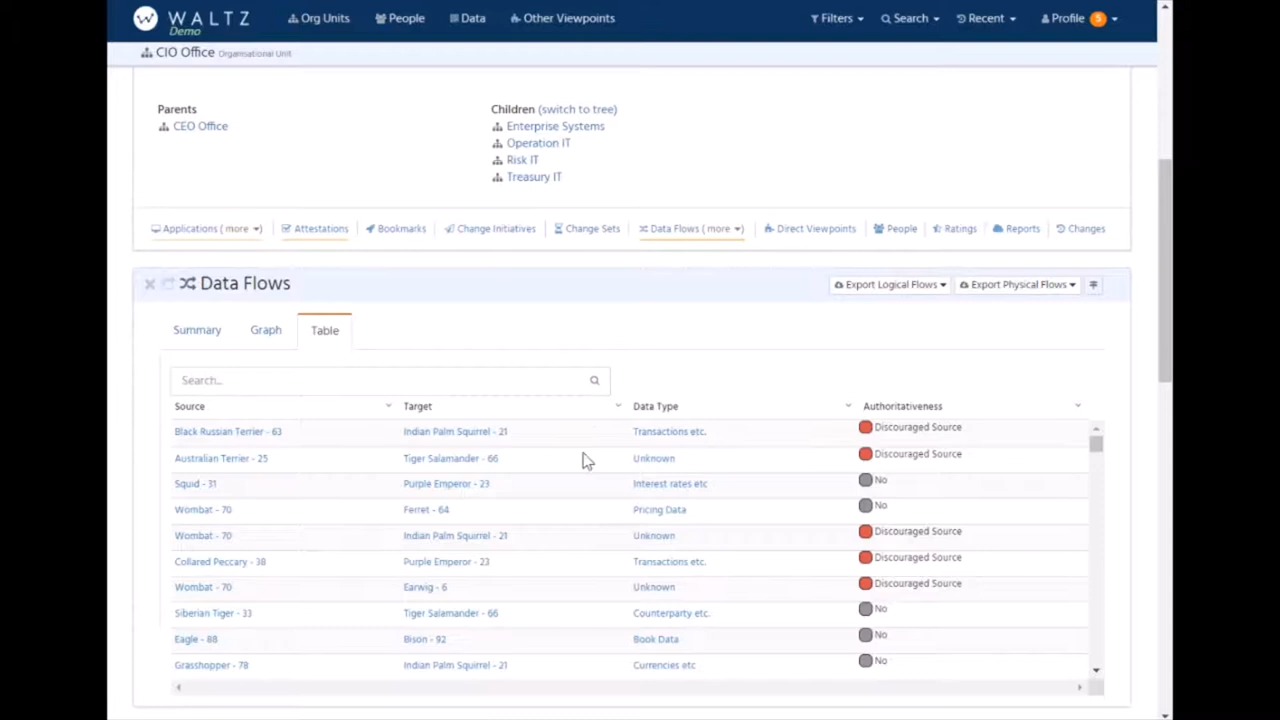 WALTZ
Demo
Org Units People Data Other Viewpoints Filters Search Recent Profile 5
CIO Office Organisational Unit
Parents Children (switch to tree)
CEO Office Enterprise Systems
Operation IT
Risk IT
Treasury IT
Applications ( more ) Attestations Bookmarks Change Initiatives Change Sets Data Flows ( more ) Direct Viewpoints People Ratings Reports Changes
Data Flows Export Logical Flows Export Physical Flows
Summary Graph Table
Search...
Source Target Data Type Authoritativeness
Black Russian Terrier - 63 Indian Palm Squirrel - 21 Transactions etc. Discouraged Source
Australian Terrier - 25 Tiger Salamander - 66 Unknown Discouraged Source
Squid - 31 Purple Emperor - 23 Interest rates etc No
Wombat - 70 Ferret - 64 Pricing Data No
Wombat - 70 Indian Palm Squirrel - 21 Unknown Discouraged Source
Collared Peccary - 38 Purple Emperor - 23 Transactions etc. Discouraged Source
Wombat - 70 Earwig - 6 Unknown Discouraged Source
Siberian Tiger - 33 Tiger Salamander - 66 Counterparty etc. No
Eagle - 88 Bison - 92 Book Data No
Grasshopper - 78 Indian Palm Squirrel - 21 Currencies etc No